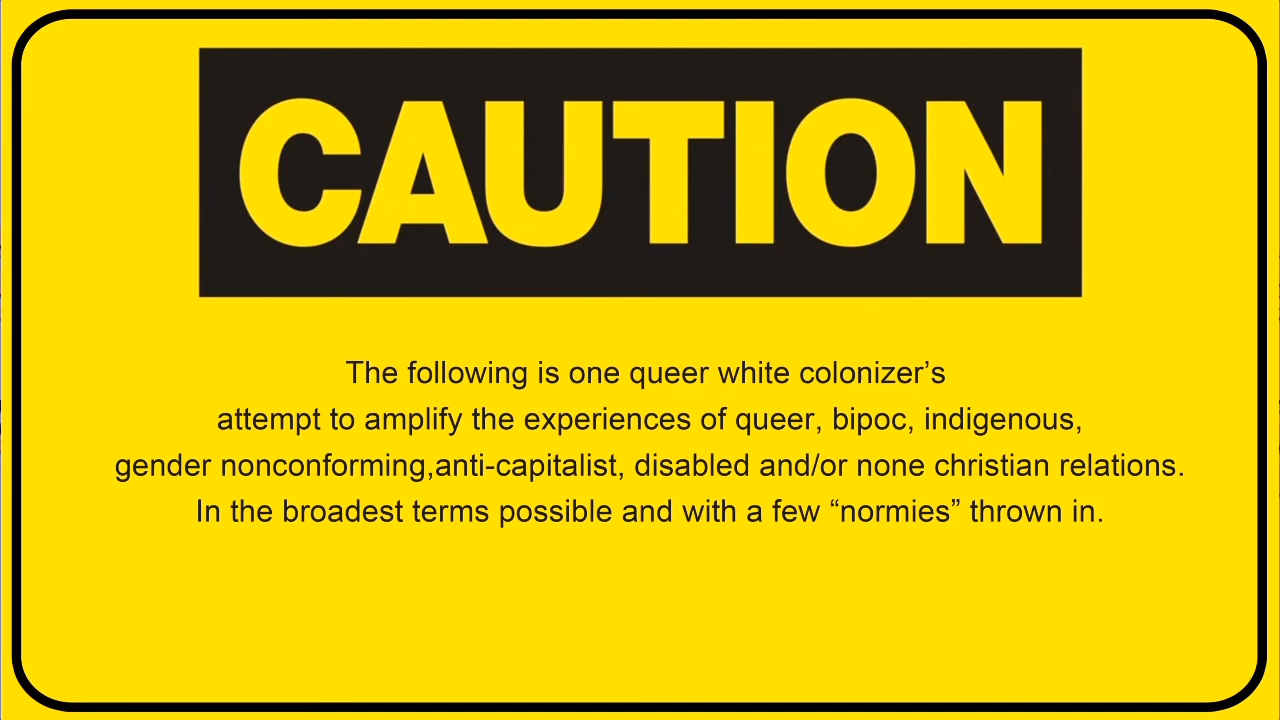 CAUTION
The following is one queer white colonizer’s
attempt to amplify the experiences of queer, bipoc, indigenous,
gender nonconforming,anti-capitalist, disabled and/or none christian relations.
In the broadest terms possible and with a few “normies” thrown in.